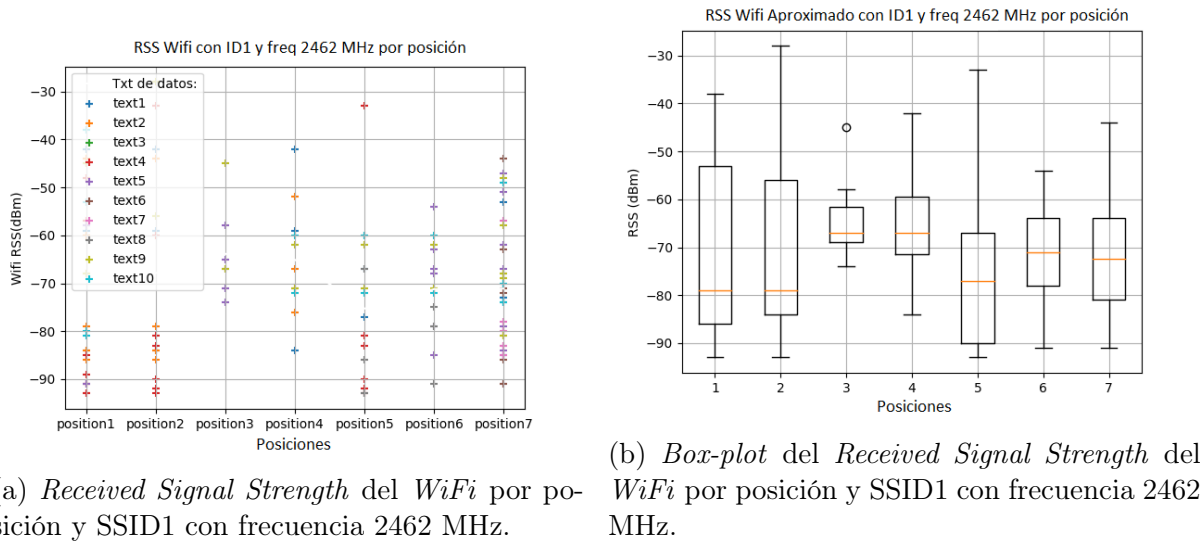 RSS Wifi con ID1 y freq 2462 MHz por posición
Wifi RSS(dBm)
−30
−40
−50
−60
−70
−80
−90
Txt de datos:
text1
text2
text3
text4
text5
text6
text7
text8
text9
text10
position1 position2 position3 position4 position5 position6 position7
Posiciones
(a) Received Signal Strength del WiFi por po-
sición y SSID1 con frecuencia 2462 MHz.
RSS Wifi Aproximado con ID1 y freq 2462 MHz por posición
RSS (dBm)
−30
−40
−50
−60
−70
−80
−90
1 2 3 4 5 6 7
Posiciones
(b) Box-plot del Received Signal Strength del
WiFi por posición y SSID1 con frecuencia 2462
MHz.